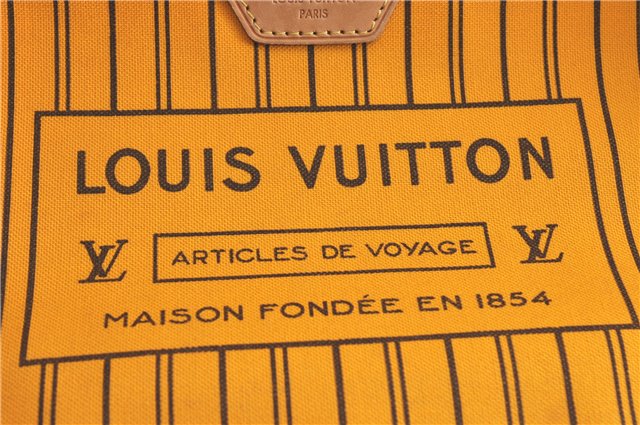 LOUIS VUITTON
PARIS
LOUIS VUITTON
LV ARTICLES DE VOYAGE LV
MAISON FONDÉE EN 1854